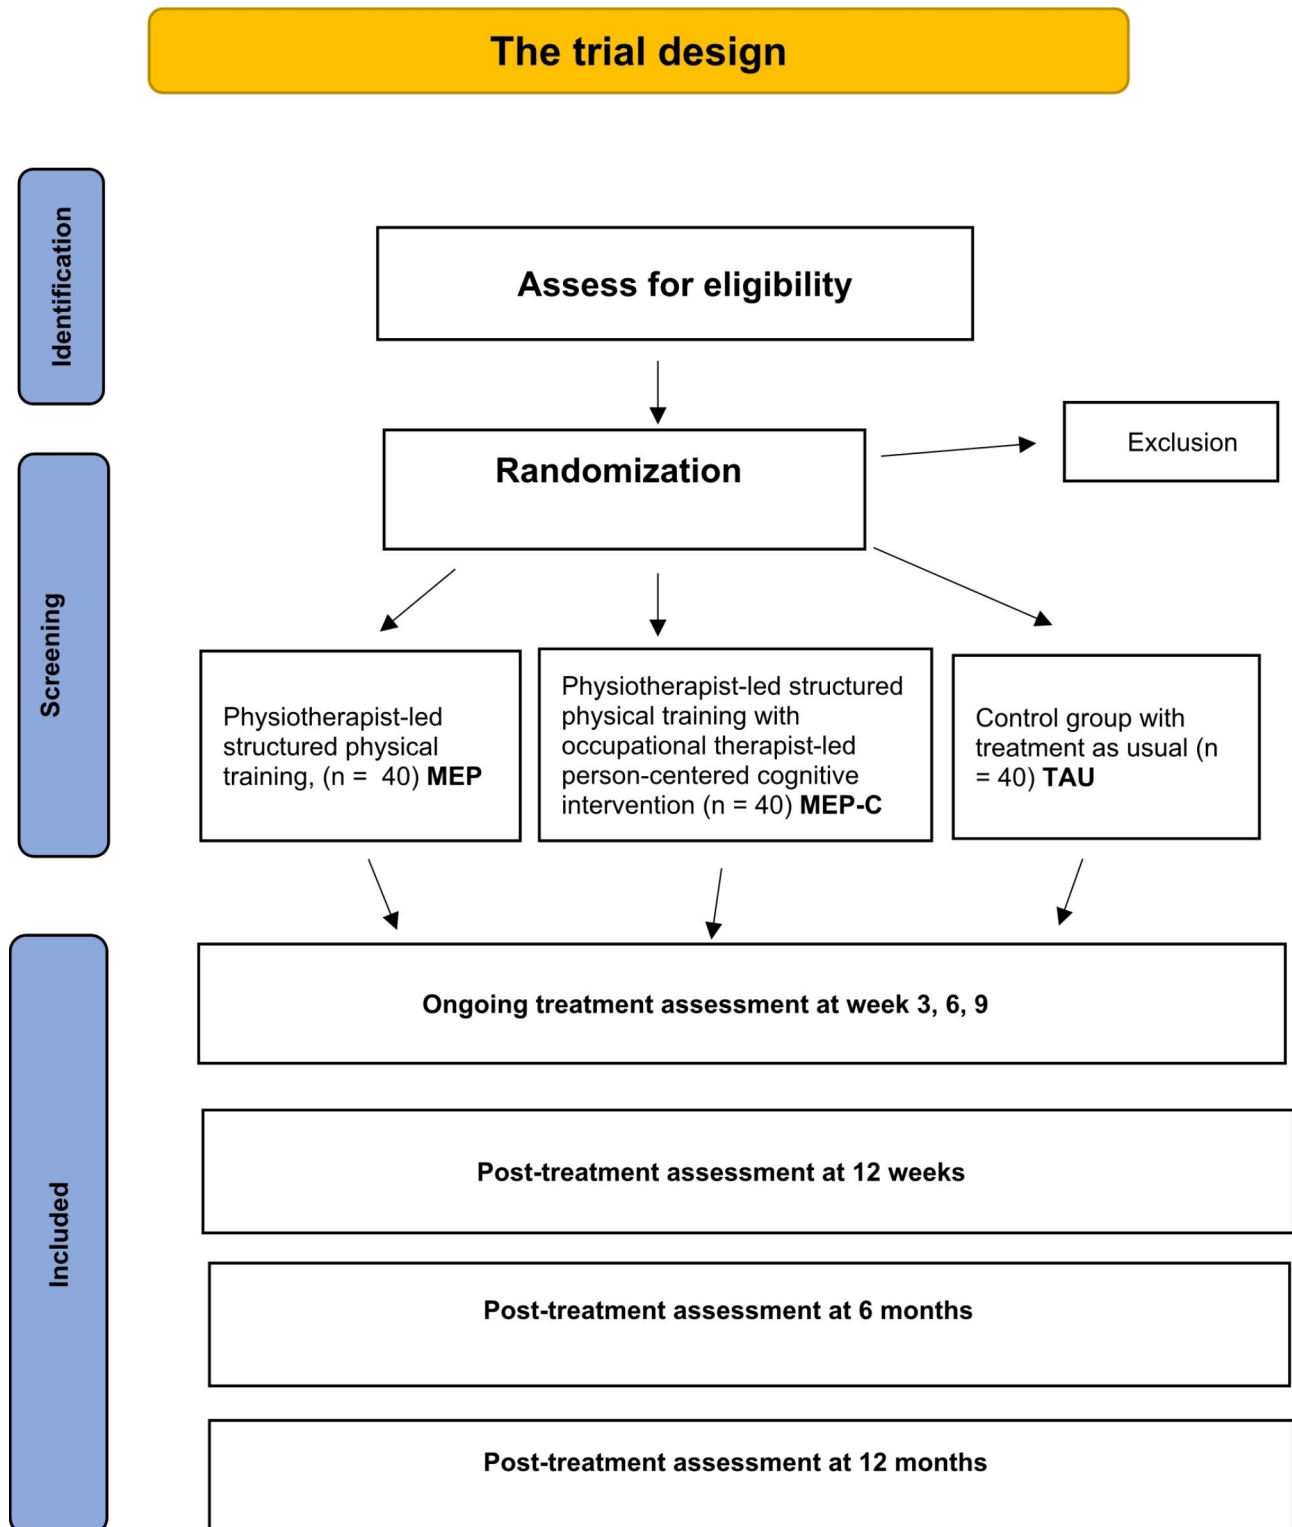 The trial design
Identification
Assess for eligibility
Exclusion
Randomization
Screening
Physiotherapist-led
structured physical
training, (n =  40) MEP
Physiotherapist-led structured
physical training with
occupational therapist-led
person-centered cognitive
intervention (n = 40) MEP-C
Control group with
treatment as usual (n
= 40) TAU
Included
Ongoing treatment assessment at week 3, 6, 9
Post-treatment assessment at 12 weeks
Post-treatment assessment at 6 months
Post-treatment assessment at 12 months